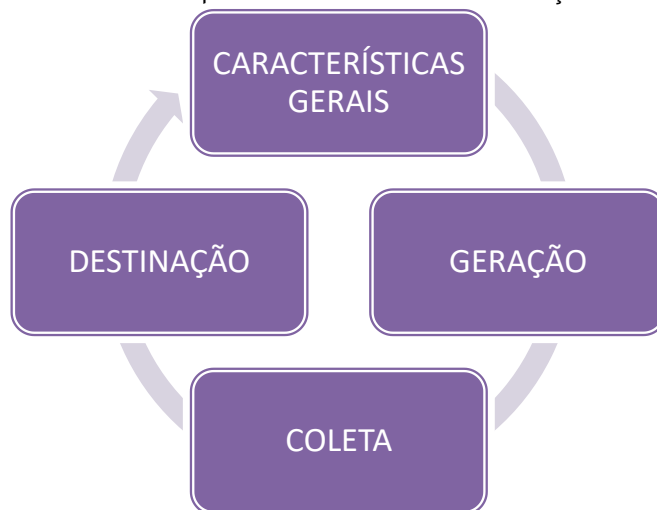 CARACTERÍSTICAS
GERAIS
DESTINAÇÃO
GERAÇÃO
COLETA